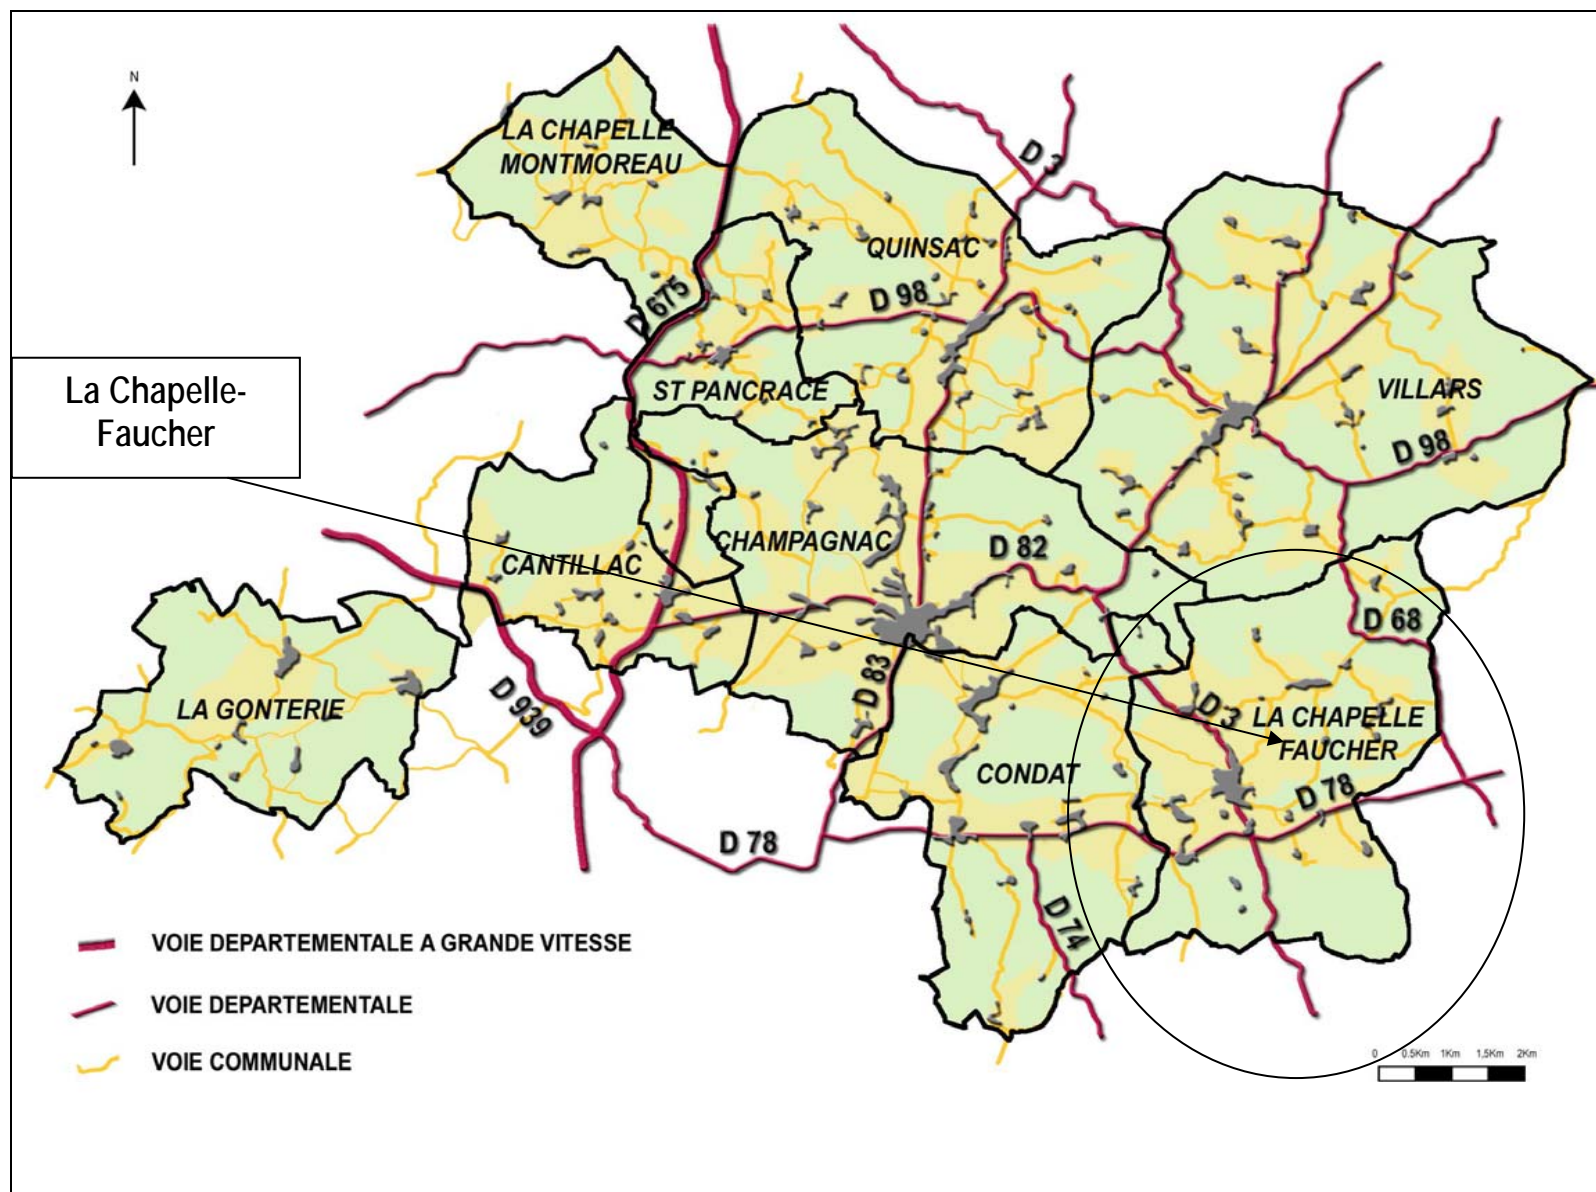 N
LA CHAPELLE
MONTMOREAU
D 3
QUINSAC
D 98
D 675
La Chapelle-
Faucher
ST PANCRACE
VILLARS
D 98
CHAMPAGNAC
D 82
CANTILLAC
D 68
D 83
LA GONTERIE
D 939
D 3
LA CHAPELLE
FAUCHER
CONDAT
D 78
D 78
D 74
VOIE DEPARTEMENTALE A GRANDE VITESSE
VOIE DEPARTEMENTALE
VOIE COMMUNALE
0 0.5Km 1Km 1,5Km 2Km